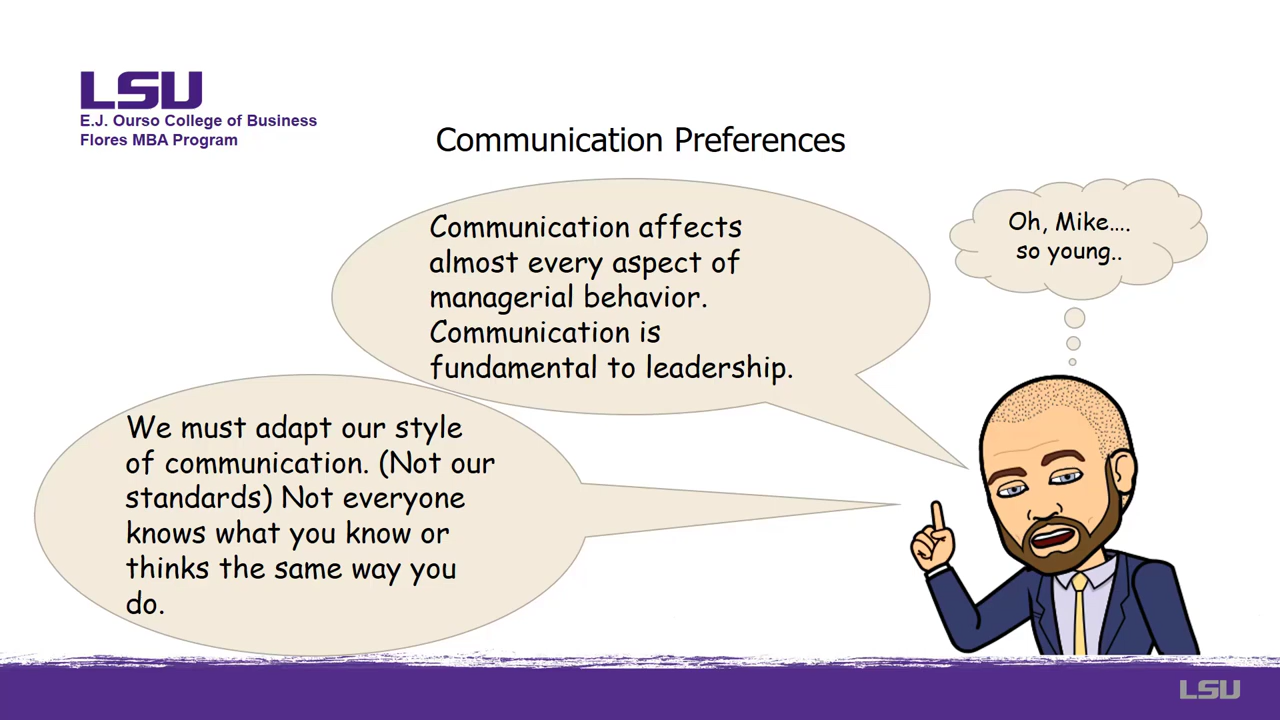 LSU
E.J. Ourso College of Business
Flores MBA Program
Communication Preferences
Communication affects
almost every aspect of
managerial behavior.
Communication is
fundamental to leadership.
Oh, Mike....
so young..
We must adapt our style
of communication. (Not our
standards) Not everyone
knows what you know or
thinks the same way you
do.
LSU